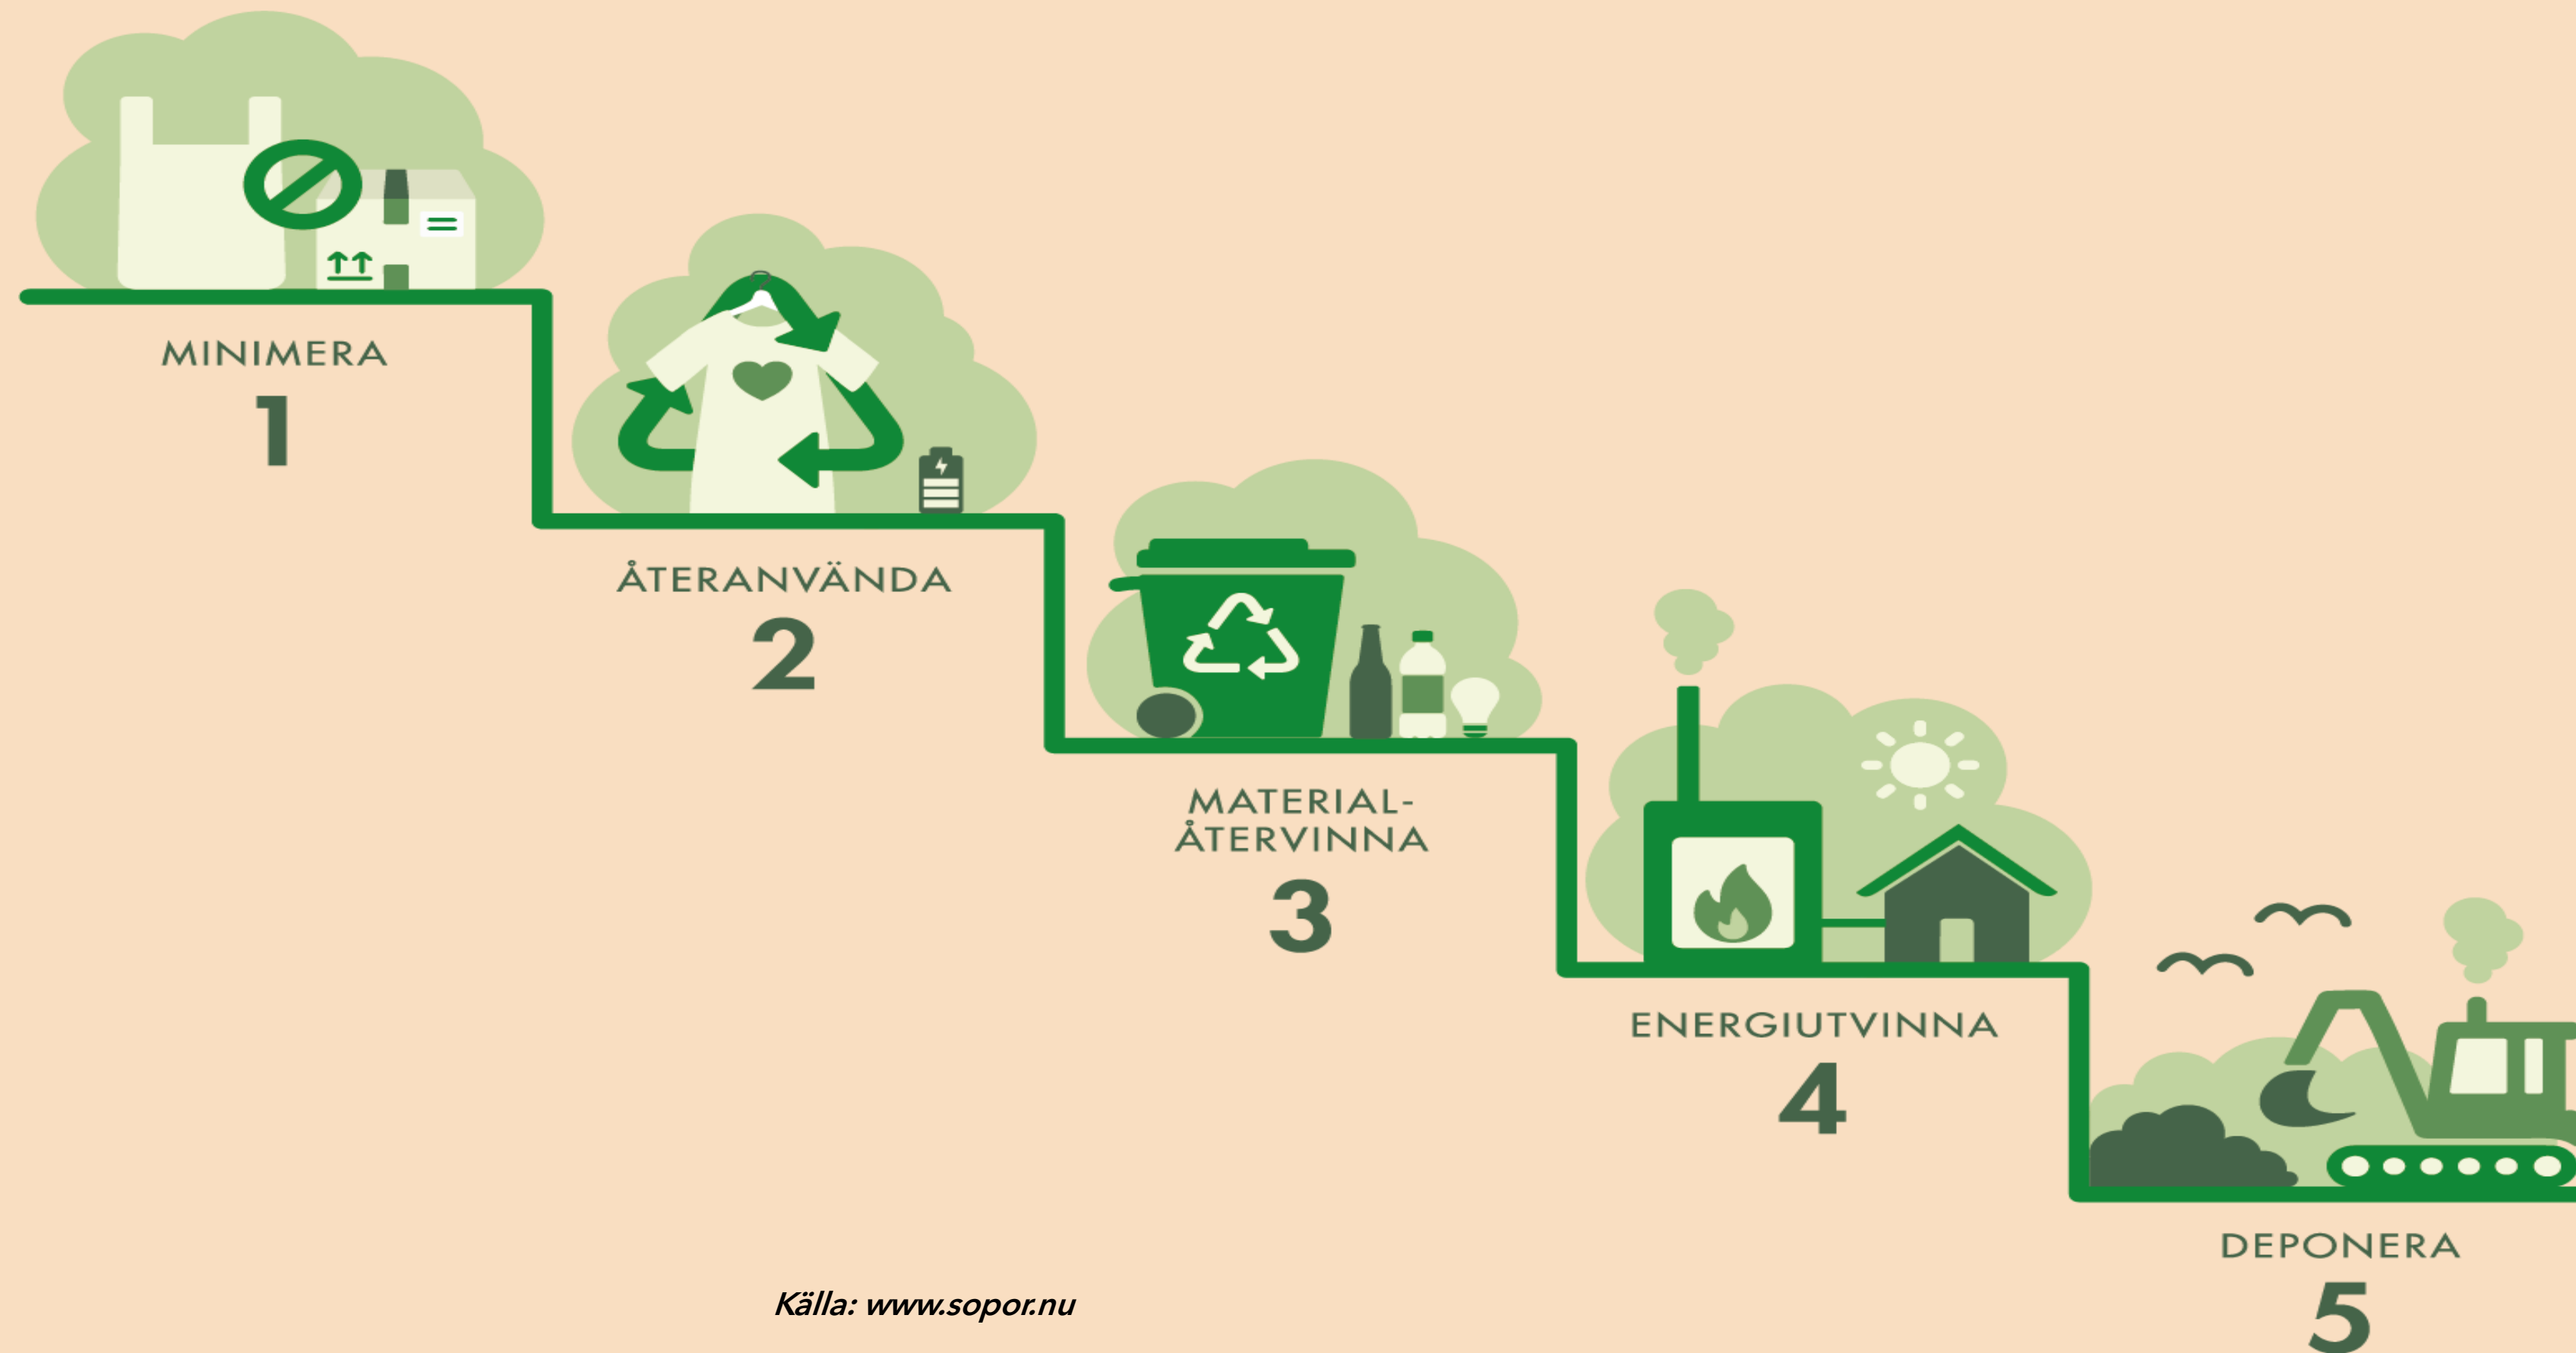 MINIMERA
1
ÅTERANVÄNDA
2
MATERIAL-
ÅTERVINNA
3
ENERGIUTVINNA
4
DEPONERA
5
Källa: www.sopor.nu